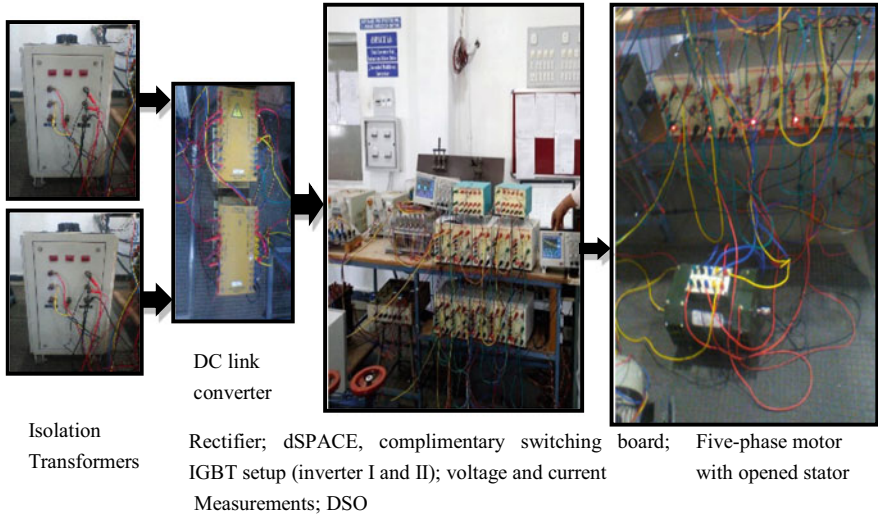 DC link
converter
Isolation
Transformers
Rectifier; dSPACE, complimentary switching board;
IGBT setup (inverter I and II); voltage and current
Measurements; DSO
Five-phase motor
with opened stator